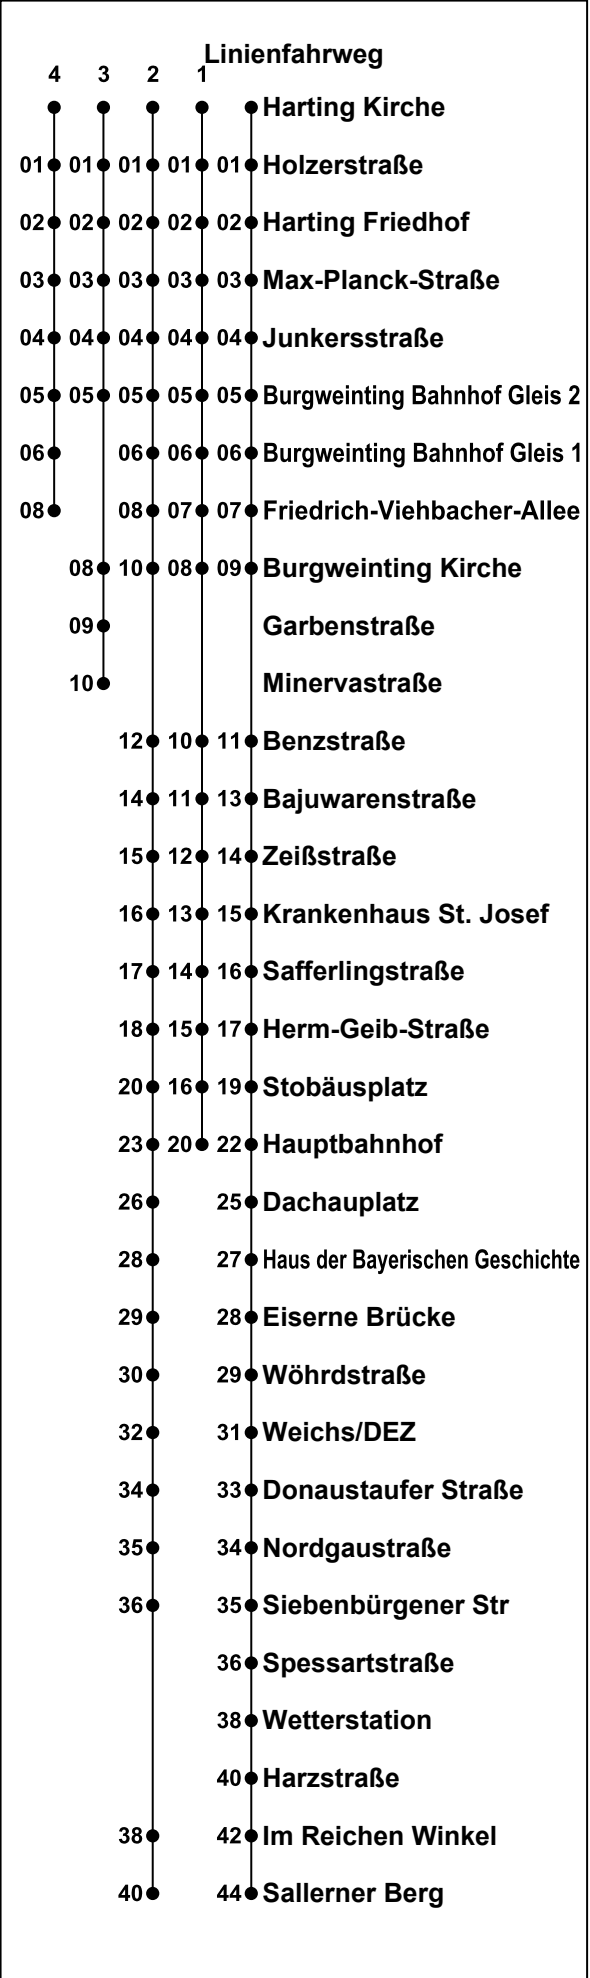 Linienfahrweg
4 3 2 1
Harting Kirche
01 01 01 01 01 Holzerstraße
02 02 02 02 02 Harting Friedhof
03 03 03 03 03 Max-Planck-Straße
04 04 04 04 04 Junkersstraße
05 05 05 05 05 Burgweinting Bahnhof Gleis 2
06 06 06 06 Burgweinting Bahnhof Gleis 1
08 08 07 07 Friedrich-Viehbacher-Allee
08 10 08 09 Burgweinting Kirche
09 Garbenstraße
10 Minervastraße
12 10 11 Benzstraße
14 11 13 Bajuwarenstraße
15 12 14 Zeißstraße
16 13 15 Krankenhaus St. Josef
17 14 16 Safferlingstraße
18 15 17 Herm-Geib-Straße
20 16 19 Stobäusplatz
23 20 22 Hauptbahnhof
26 25 Dachauplatz
28 27 Haus der Bayerischen Geschichte
29 28 Eiserne Brücke
30 29 Wöhrdstraße
32 31 Weichs/DEZ
34 33 Donaustaufer Straße
35 34 Nordgaustraße
36 35 Siebenbürgener Str
36 Spessartstraße
38 Wetterstation
40 Harzstraße
38 42 Im Reichen Winkel
40 44 Sallerner Berg